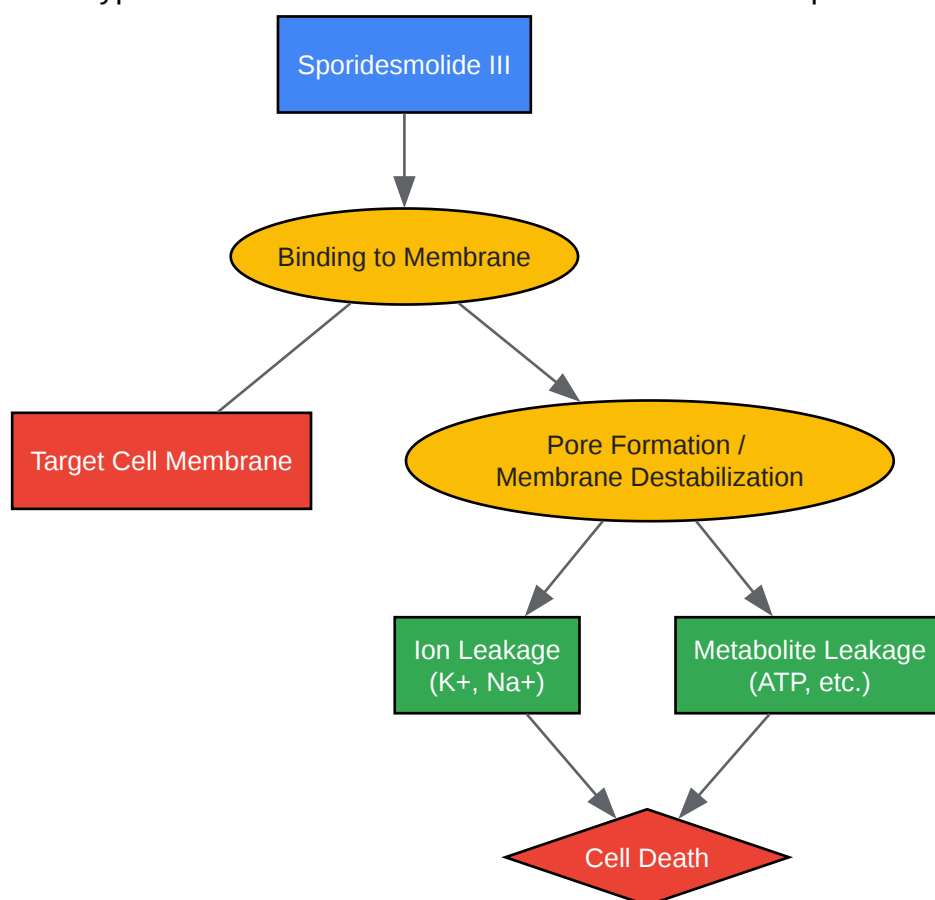 Sporidesmolide III
Binding to Membrane
Target Cell Membrane
Pore Formation /
Membrane Destabilization
Ion Leakage
(K+, Na+)
Metabolite Leakage
(ATP, etc.)
Cell Death